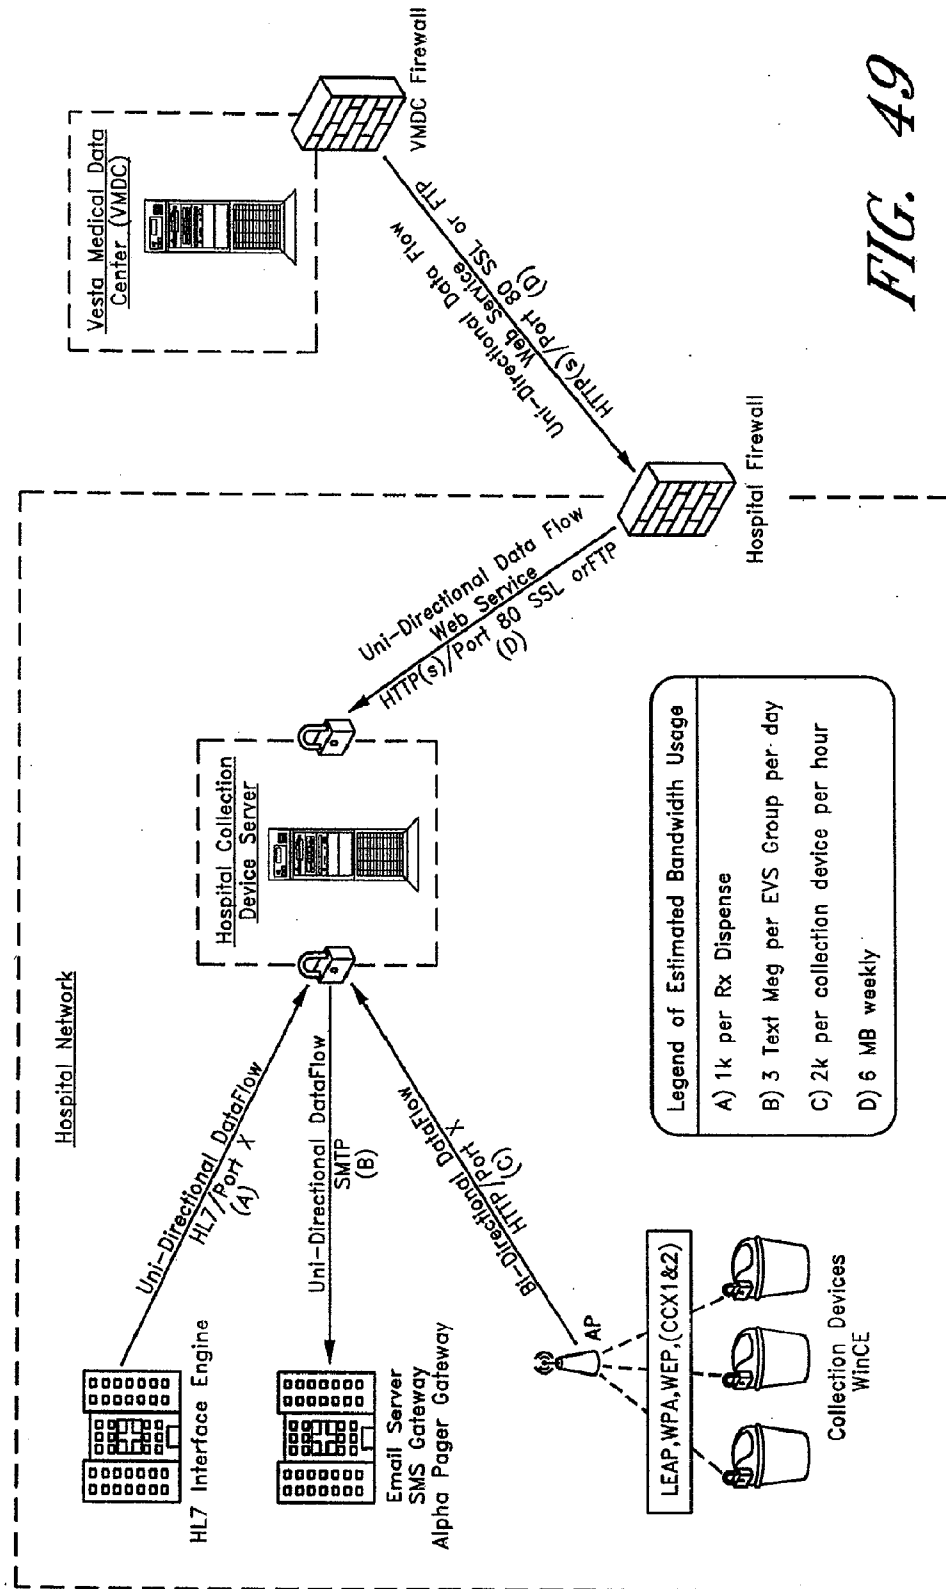 Hospital Network
HL7 Interface Engine
Uni-Directional DataFlow
HL7/Port X
(A)
Email Server
SMS Gateway
Alpha Pager Gateway
Uni-Directional DataFlow
SMTP
(B)
Bi-Directional DataFlow
HTTP/Port X
(C)
AP
LEAP,WPA,WEP,(CCX1&2)
Collection Devices
WinCE
Hospital Collection
Device Server
Uni-Directional Data Flow
Web Service
HTTP(s)/Port 80 SSL orFTP
(D)
Hospital Firewall
Uni-Directional Data Flow
Web Service
HTTP(s)/Port 80 SSL or FTP
(D)
Vesta Medical Data
Center (VMDC)
VMDC Firewall
Legend of Estimated Bandwidth Usage
A) 1k per Rx Dispense
B) 3 Text Meg per EVS Group per day
C) 2k per collection device per hour
D) 6 MB weekly
FIG. 49